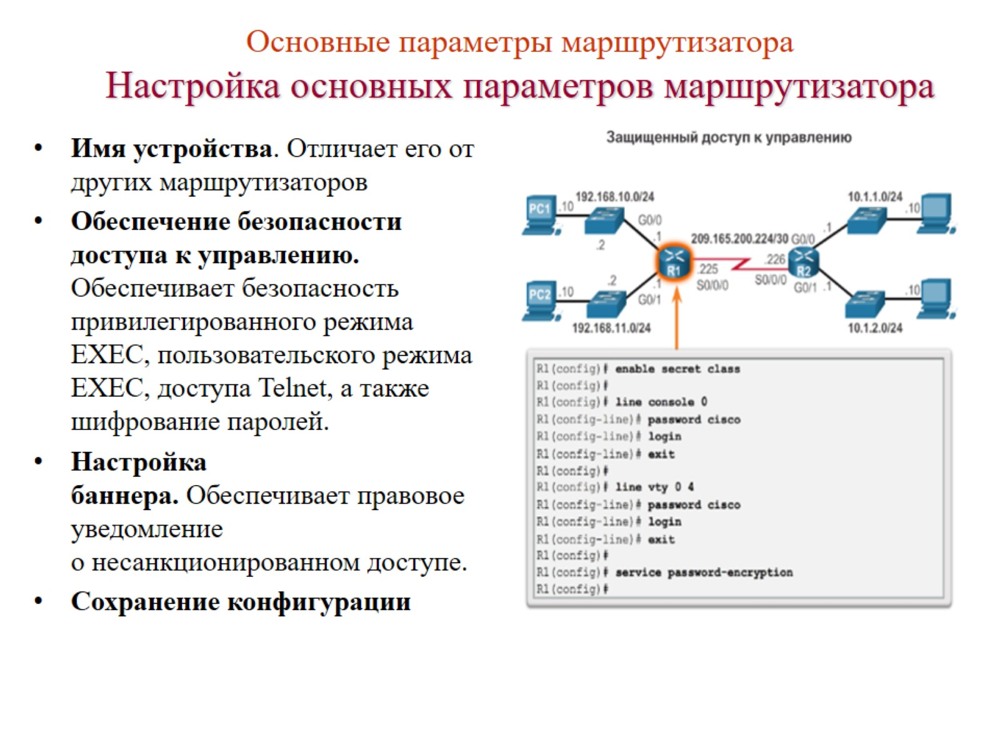 Основные параметры маршрутизатора
Настройка основных параметров маршрутизатора
• Имя устройства. Отличает его от
других маршрутизаторов
• Обеспечение безопасности
доступа к управлению.
Обеспечивает безопасность
привилегированного режима
EXEC, пользовательского режима
EXEC, доступа Telnet, а также
шифрование паролей.
• Настройка
баннера. Обеспечивает правовое
уведомление
о несанкционированном доступе.
• Сохранение конфигурации
Защищенный доступ к управлению
192.168.10.0/24
10.1.1.0/24
PC1
.10
.10
G0/0
.1
.2
209.165.200.224/30
G0/0
.1
R1
.225
S0/0/0
.226
S0/0/0
R2
G0/1
.1
PC2
.10
.2
.1
G0/1
.10
192.168.11.0/24
10.1.2.0/24
R1(config)# enable secret class
R1(config)#
R1(config)# line console 0
R1(config-line)# password cisco
R1(config-line)# login
R1(config-line)# exit
R1(config)#
R1(config)# line vty 0 4
R1(config-line)# password cisco
R1(config-line)# login
R1(config-line)# exit
R1(config)#
R1(config)# service password-encryption
R1(config)#